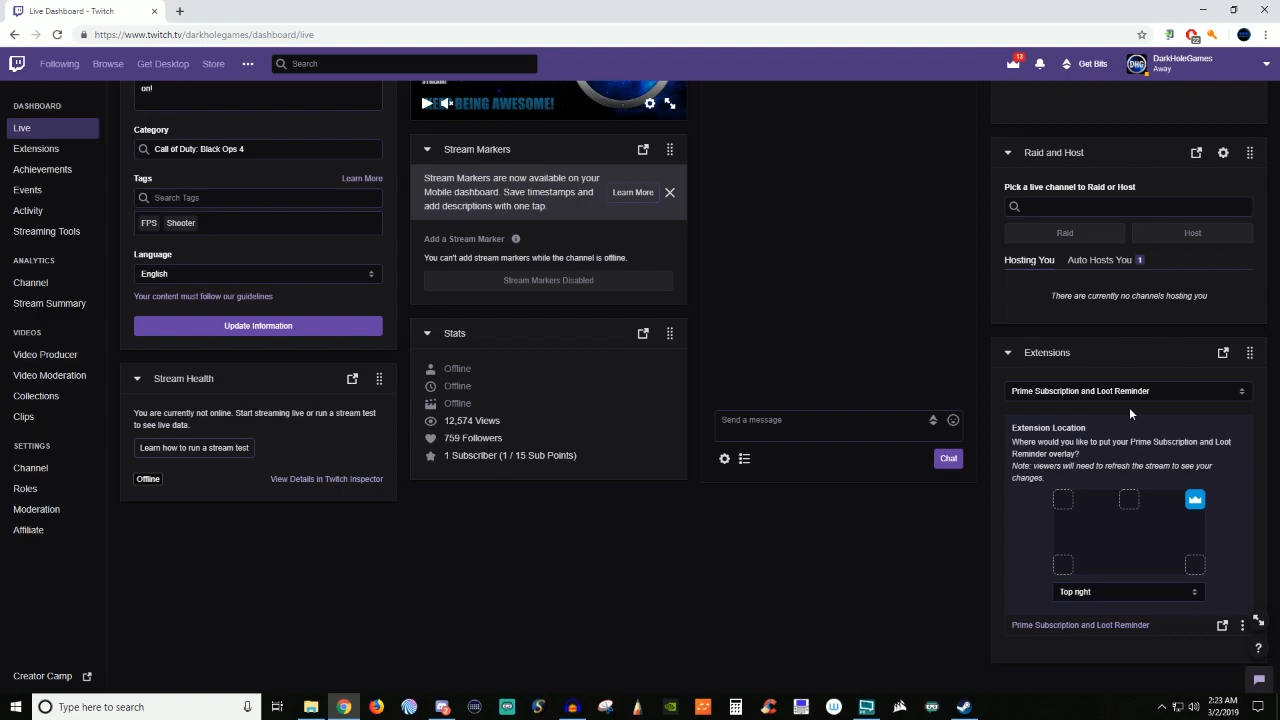 Live Dashboard - Twitch
https://www.twitch.tv/darkholegames/dashboard/live
22
Following
Browse
Get Desktop
Store
Search
13
Get Bits
DHG
DarkHoleGames
Away
DASHBOARD
Live
Extensions
Achievements
Events
Activity
Streaming Tools
ANALYTICS
Channel
Stream Summary
VIDEOS
Video Producer
Video Moderation
Collections
Clips
SETTINGS
Channel
Roles
Moderation
Affiliate
Creator Camp
on!
Category
Call of Duty: Black Ops 4
Tags
Learn More
Search Tags
FPS
Shooter
Language
English
Your content must follow our guidelines
Update Information
Stream Health
You are currently not online. Start streaming live or run a stream test
to see live data.
Learn how to run a stream test
Offline
View Details in Twitch Inspector
BEING AWESOME!
Stream Markers
Stream Markers are now available on your
Mobile dashboard. Save timestamps and
add descriptions with one tap.
Learn More
Add a Stream Marker
You can't add stream markers while the channel is offline.
Stream Markers Disabled
Stats
Offline
Offline
Offline
12,574 Views
759 Followers
1 Subscriber (1 / 15 Sub Points)
Send a message
Chat
Raid and Host
Pick a live channel to Raid or Host
Raid
Host
Hosting You
Auto Hosts You
1
There are currently no channels hosting you
Extensions
Prime Subscription and Loot Reminder
Extension Location
Where would you like to put your Prime Subscription and Loot
Reminder overlay?
Note: viewers will need to refresh the stream to see your
changes.
Top right
Prime Subscription and Loot Reminder
?
Type here to search
2:23 AM
3/2/2019